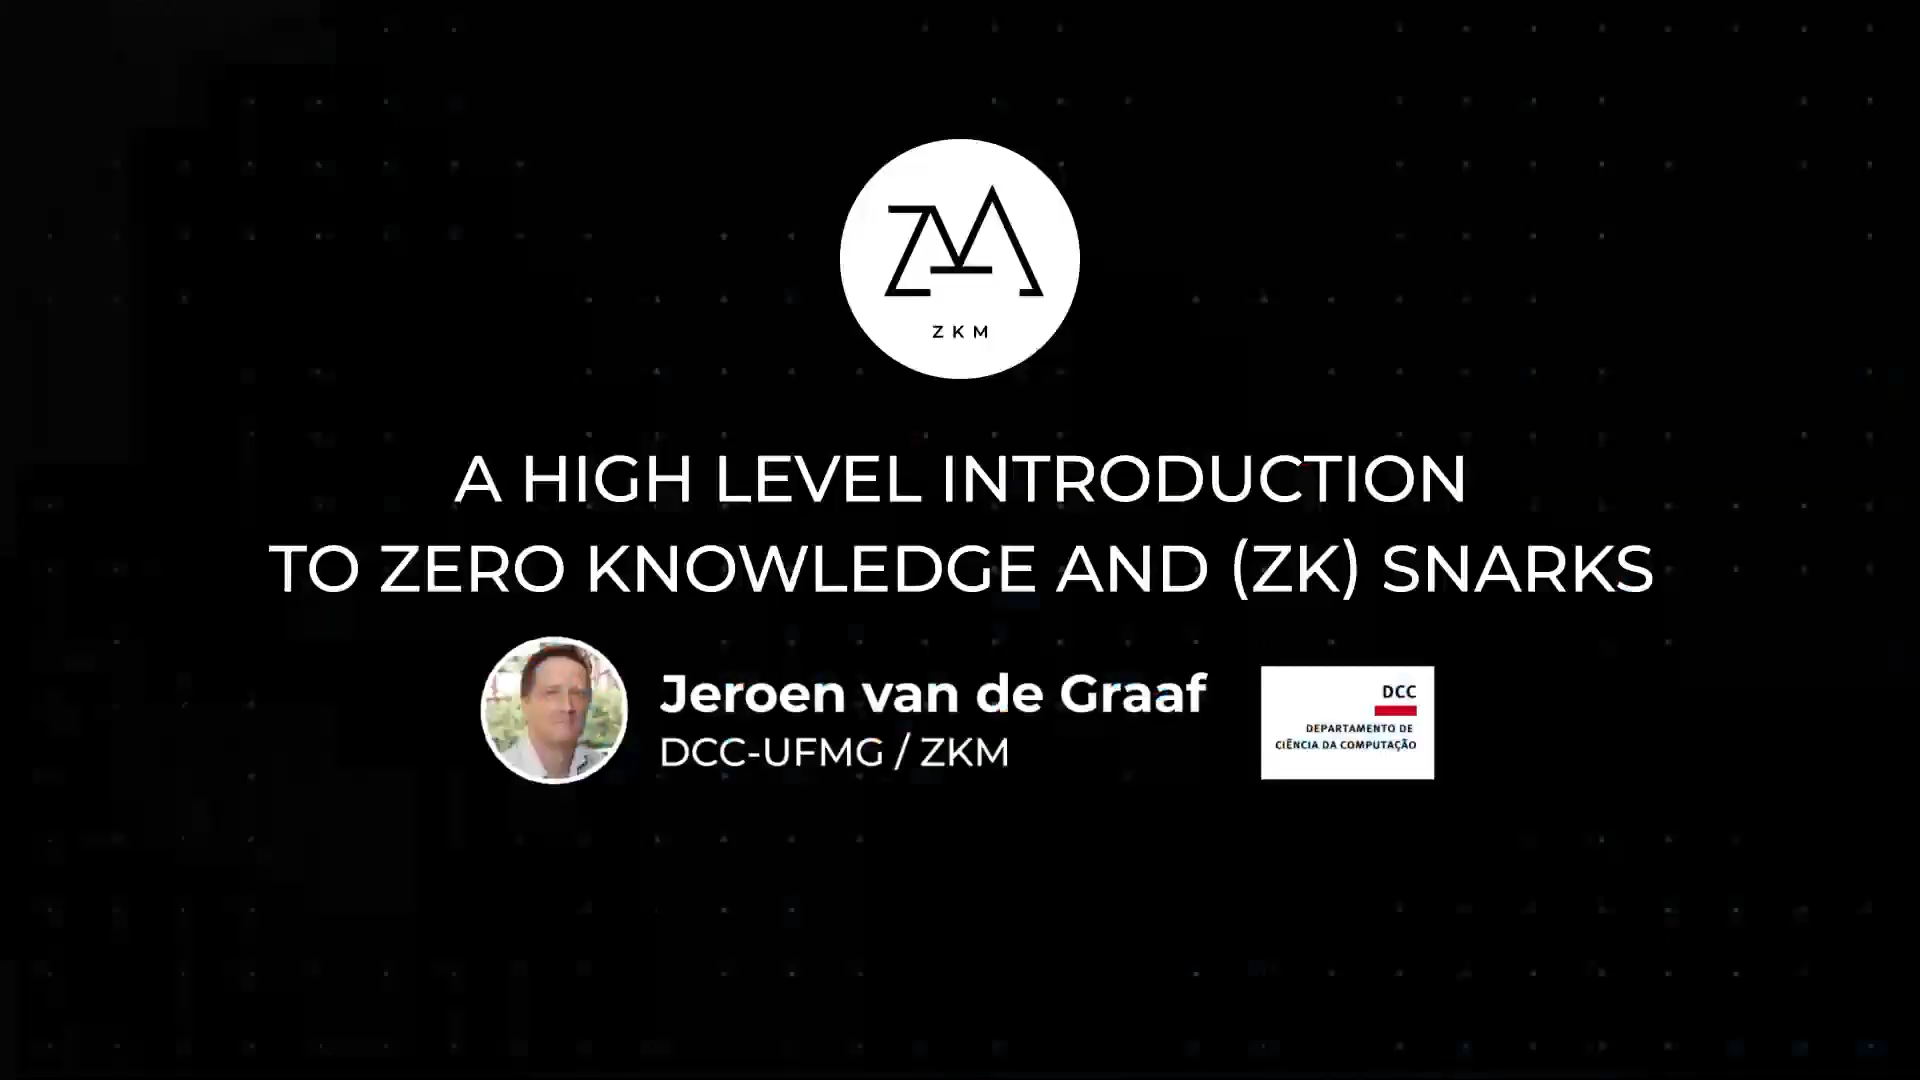 ZKM
A HIGH LEVEL INTRODUCTION
TO ZERO KNOWLEDGE AND (ZK) SNARKS
Jeroen van de Graaf
DCC-UFMG / ZKM
DCC
DEPARTAMENTO DE
CIÊNCIA DA COMPUTAÇÃO